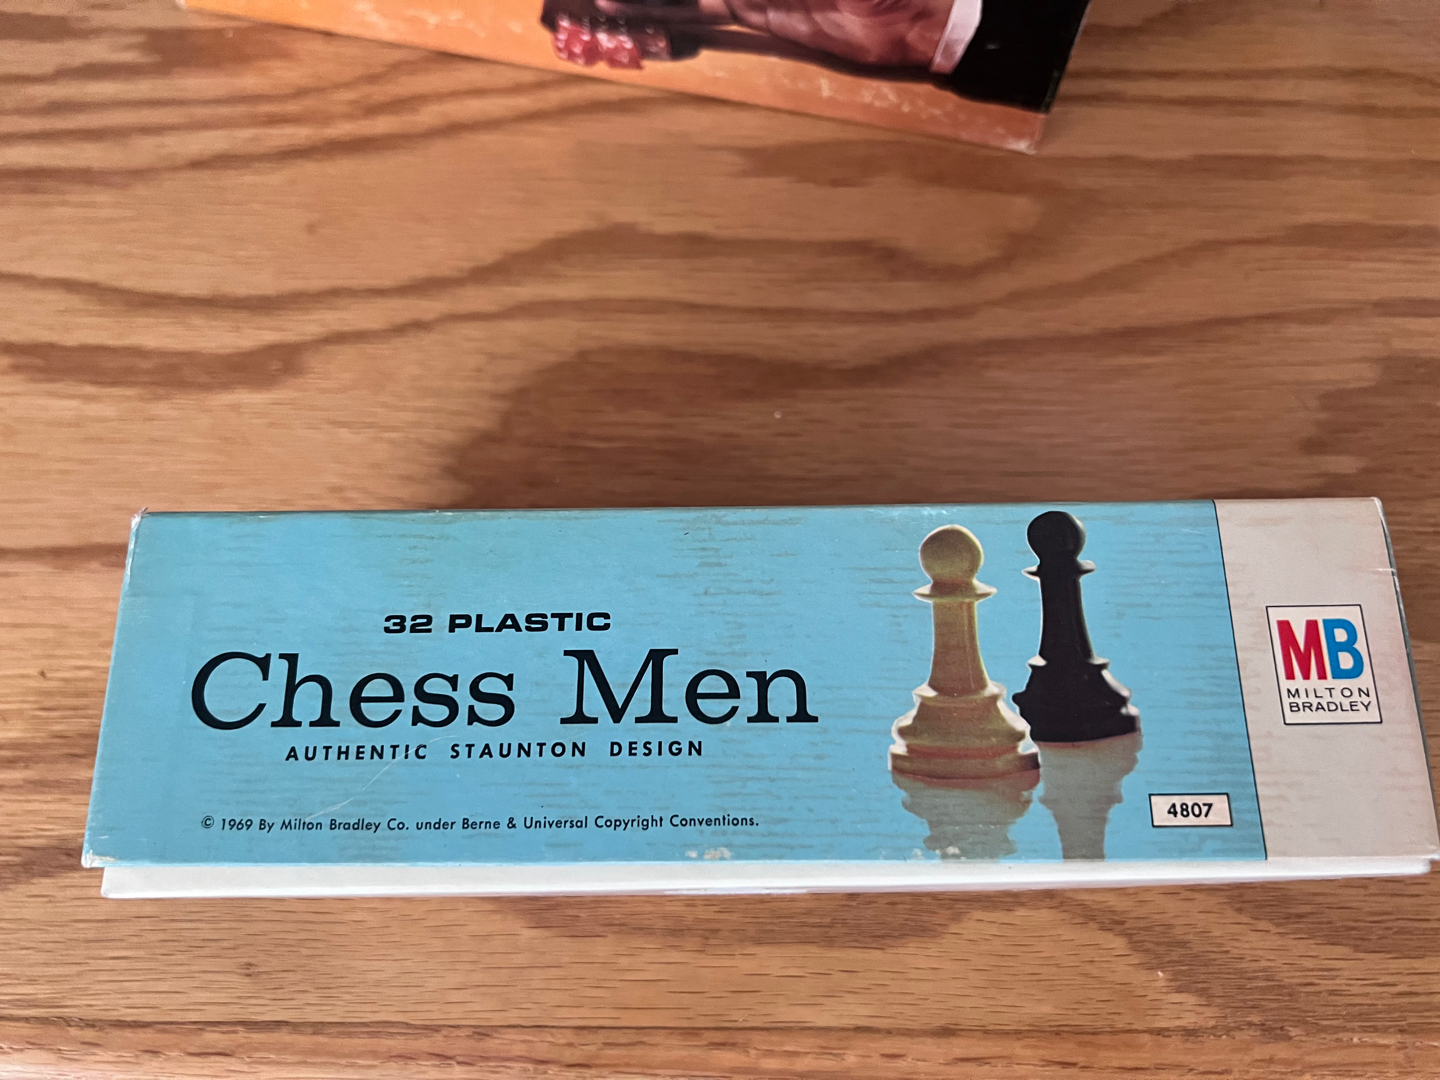 32 PLASTIC
Chess Men
AUTHENTIC STAUNTON DESIGN
© 1969 By Milton Bradley Co. under Berne & Universal Copyright Conventions.
4807
MB
MILTON
BRADLEY